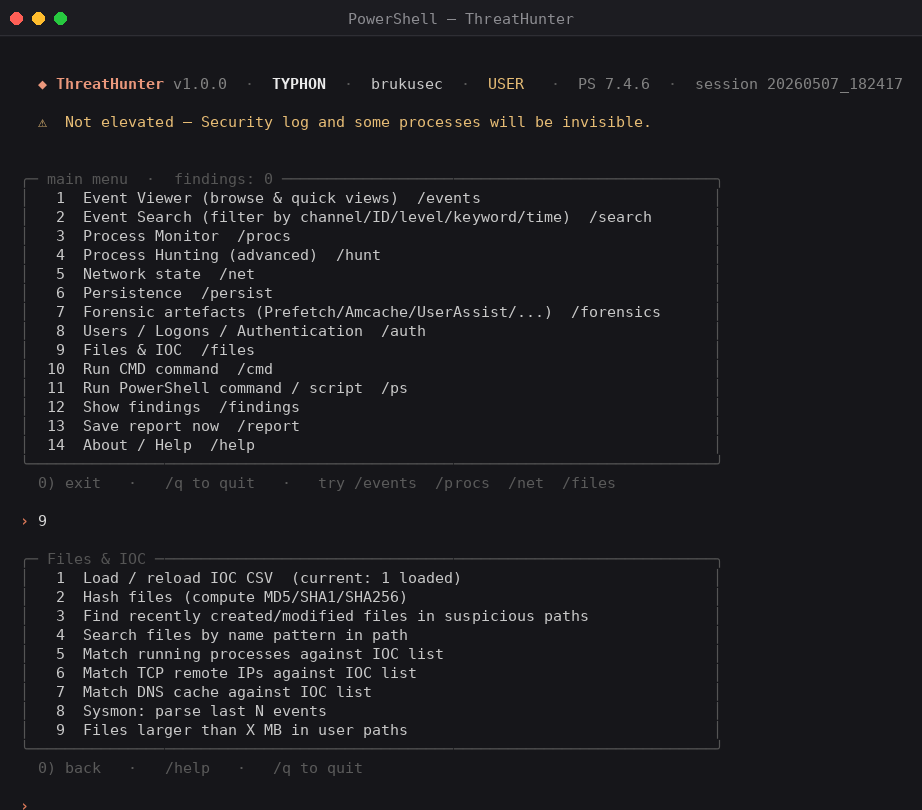 PowerShell — ThreatHunter
◆ ThreatHunter v1.0.0 · TYPHON · brukusec · USER · PS 7.4.6 · session 20260507_182417
⚠ Not elevated — Security log and some processes will be invisible.
main menu · findings: 0
1 Event Viewer (browse & quick views) /events
2 Event Search (filter by channel/ID/level/keyword/time) /search
3 Process Monitor /procs
4 Process Hunting (advanced) /hunt
5 Network state /net
6 Persistence /persist
7 Forensic artefacts (Prefetch/Amcache/UserAssist/...) /forensics
8 Users / Logons / Authentication /auth
9 Files & IOC /files
10 Run CMD command /cmd
11 Run PowerShell command / script /ps
12 Show findings /findings
13 Save report now /report
14 About / Help /help
0) exit · /q to quit · try /events /procs /net /files
› 9
Files & IOC
1 Load / reload IOC CSV (current: 1 loaded)
2 Hash files (compute MD5/SHA1/SHA256)
3 Find recently created/modified files in suspicious paths
4 Search files by name pattern in path
5 Match running processes against IOC list
6 Match TCP remote IPs against IOC list
7 Match DNS cache against IOC list
8 Sysmon: parse last N events
9 Files larger than X MB in user paths
0) back · /help · /q to quit
›